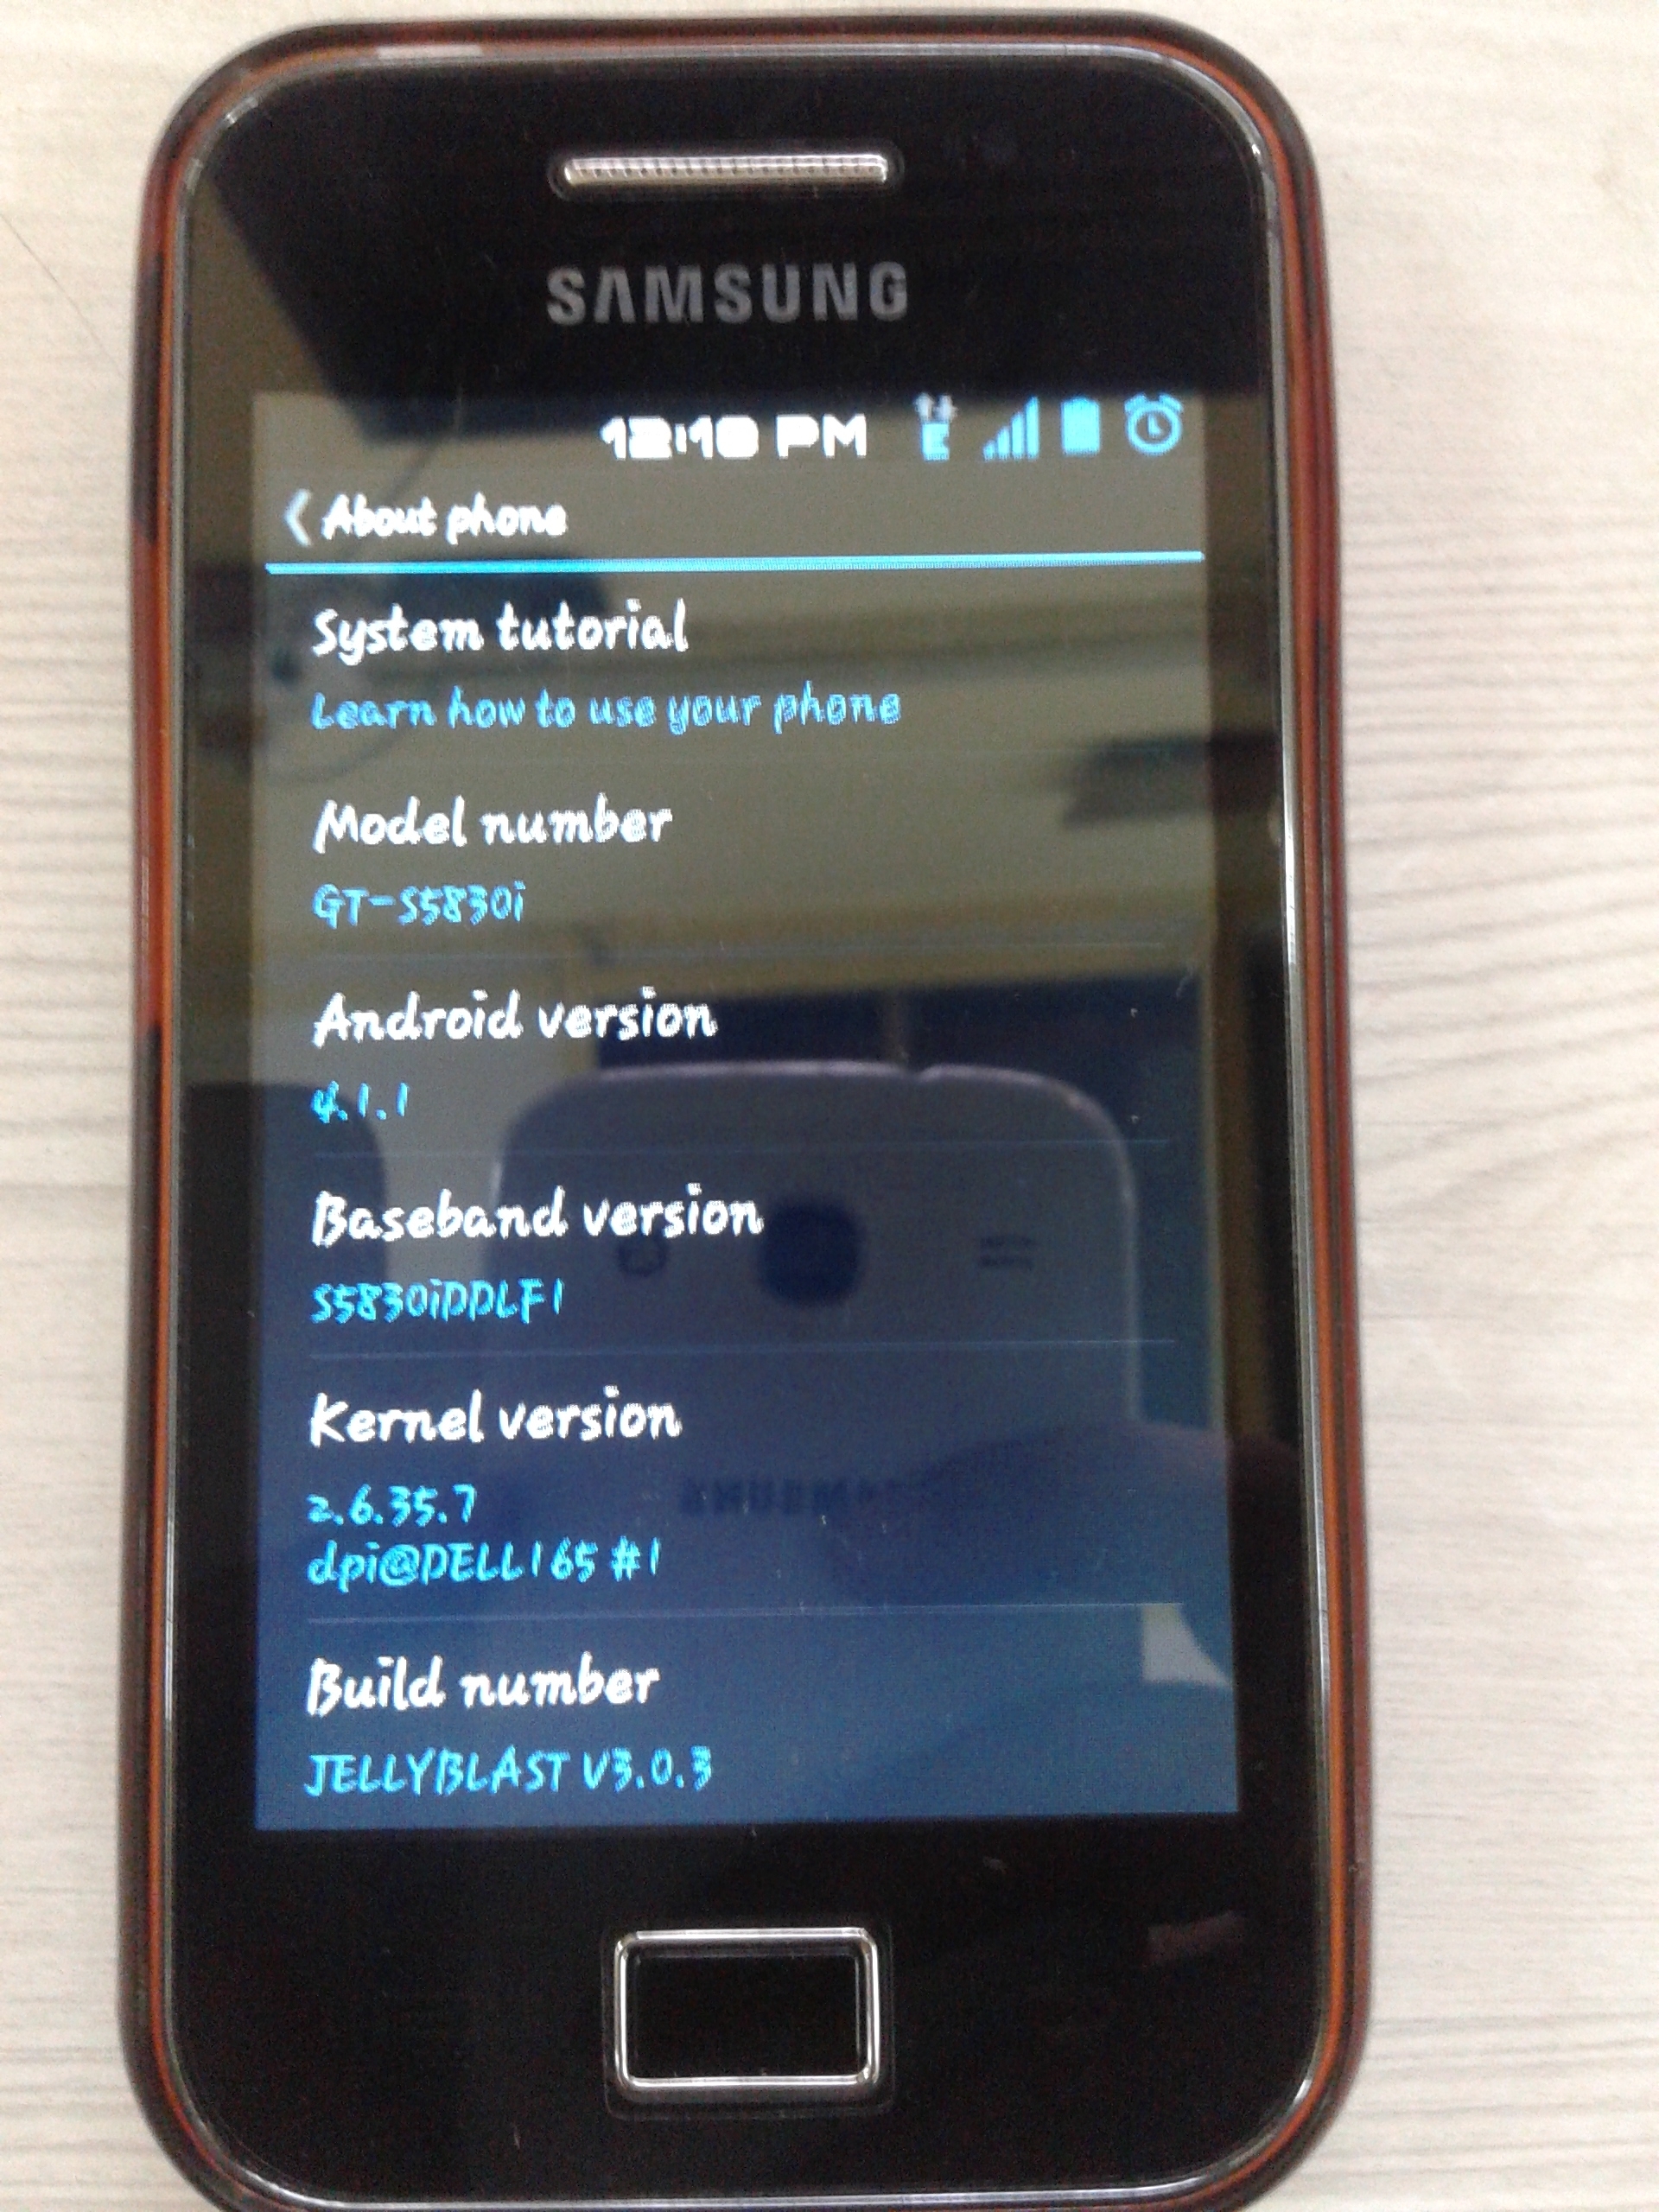 SAMSUNG
12:18 PM E
About phone
System tutorial
Learn how to use your phone
Model number
GT-S5830i
Android version
4.1.1
Baseband version
S5830iDDLF1
Kernel version
2.6.35.7
dpi@DELL165 #1
Build number
JELLYBLAST V3.0.3